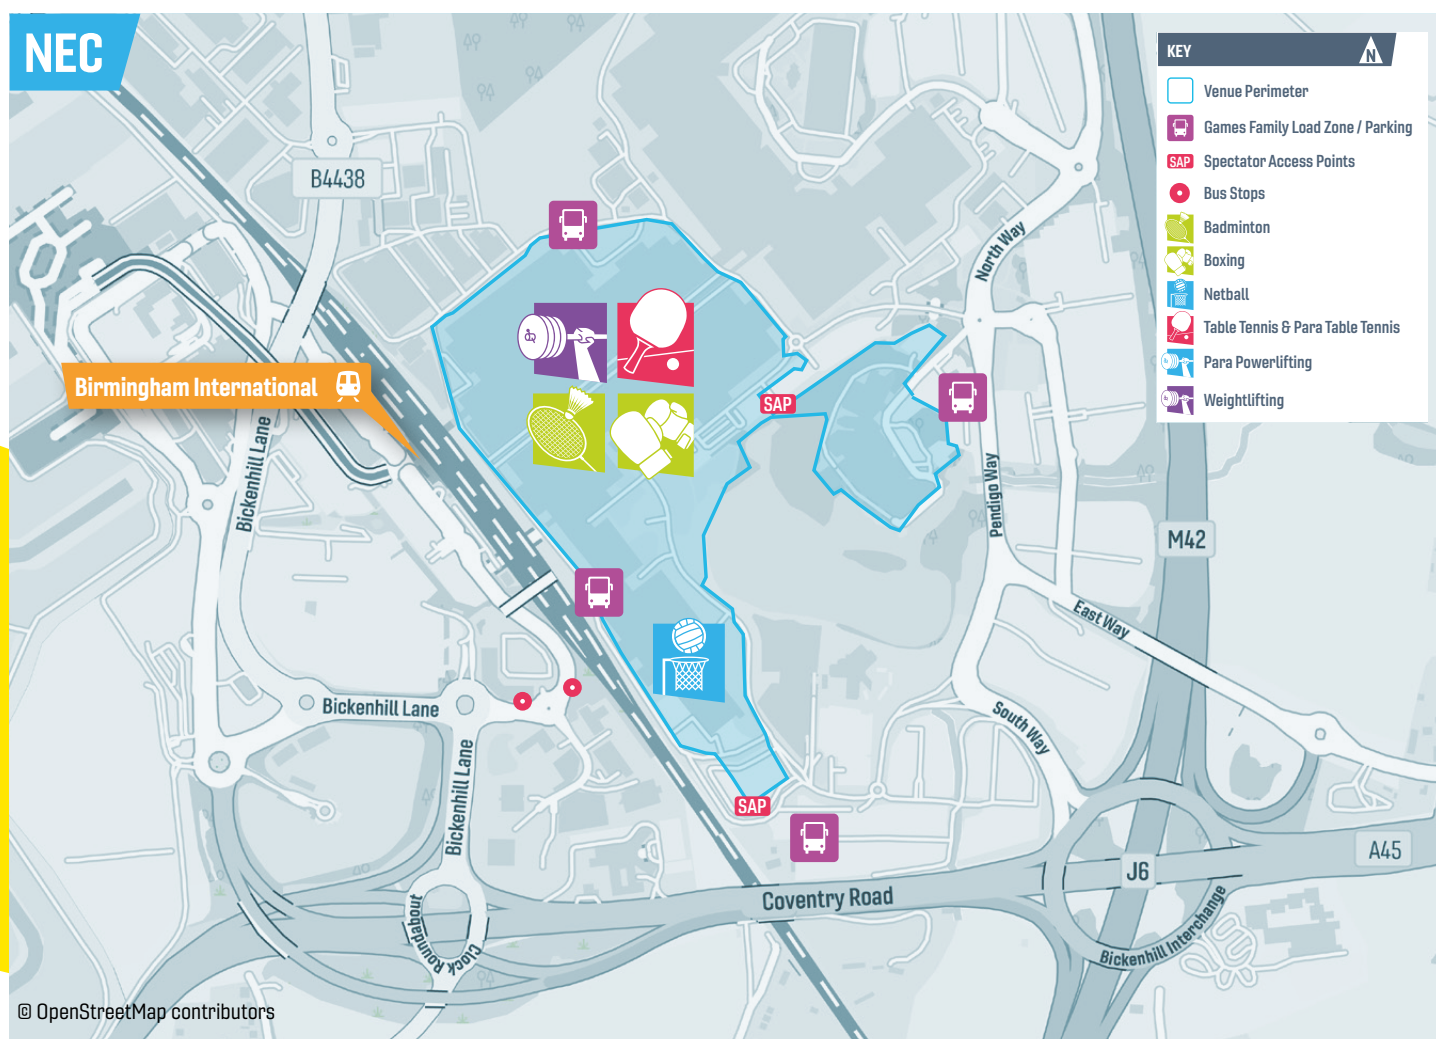 NEC
KEY
N
Venue Perimeter
Games Family Load Zone / Parking
SAP Spectator Access Points
Bus Stops
Badminton
Boxing
Netball
Table Tennis & Para Table Tennis
Para Powerlifting
Weightlifting
B4438
North Way
Birmingham International
SAP
Bickenhill Lane
Pendigo Way
M42
East Way
Bickenhill Lane
South Way
Bickenhill Lane
SAP
A45
J6
Coventry Road
Clock Roundabout
Bickenhill Interchange
© OpenStreetMap contributors